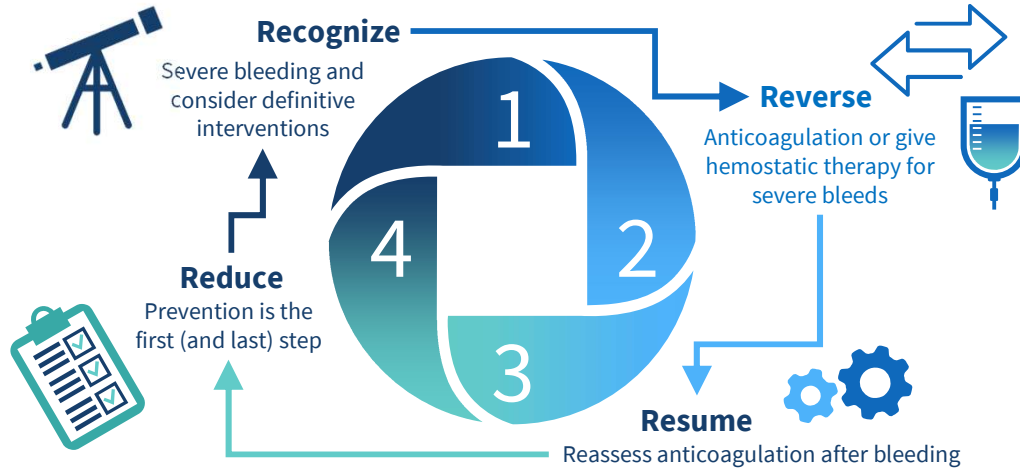 Recognize
Severe bleeding and
consider definitive
interventions
1
Reverse
Anticoagulation or give
hemostatic therapy for
severe bleeds
2
Resume
Reassess anticoagulation after bleeding
3
Reduce
Prevention is the
first (and last) step
4